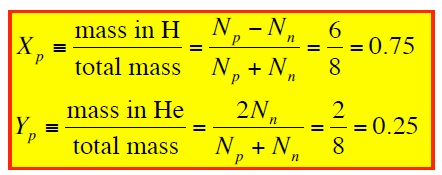 X_p ≡ mass in H / total mass = (N_p − N_n) / (N_p + N_n) = 6/8 = 0.75
Y_p ≡ mass in He / total mass = 2N_n / (N_p + N_n) = 2/8 = 0.25